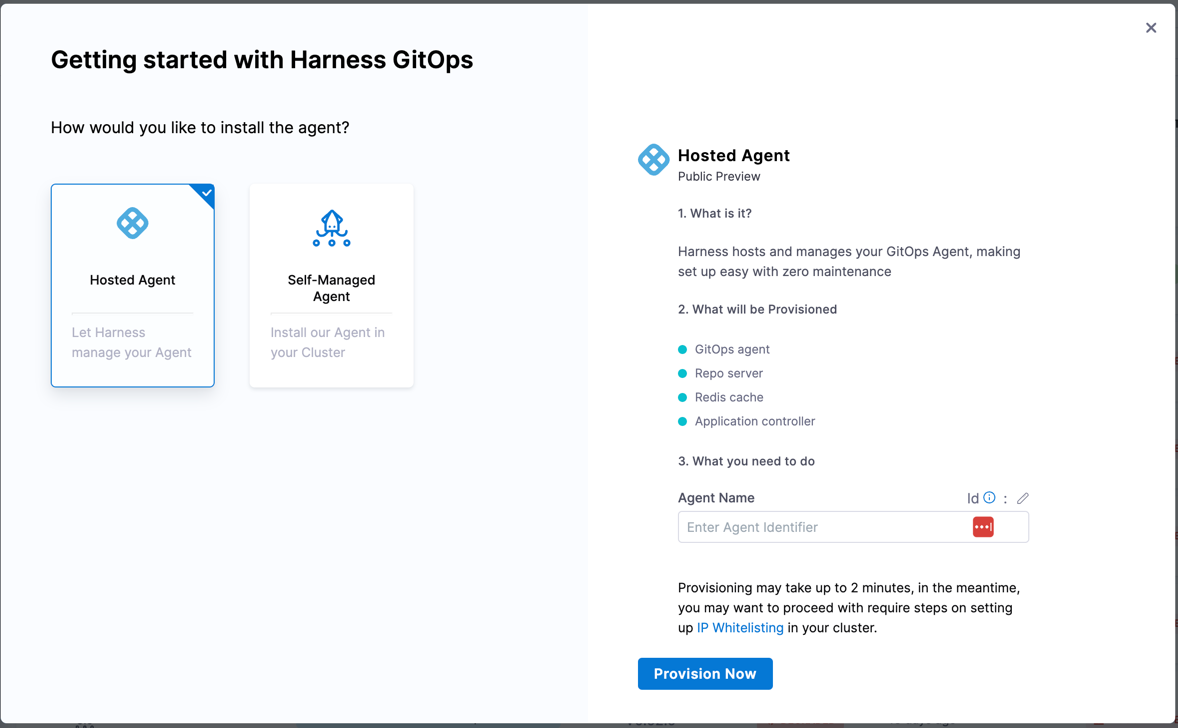 Getting started with Harness GitOps
How would you like to install the agent?
Hosted Agent
Let Harness
manage your Agent
Self-Managed
Agent
Install our Agent in
your Cluster
Hosted Agent
Public Preview
1. What is it?
Harness hosts and manages your GitOps Agent, making
set up easy with zero maintenance
2. What will be Provisioned
GitOps agent
Repo server
Redis cache
Application controller
3. What you need to do
Agent Name
Id :
Enter Agent Identifier
Provisioning may take up to 2 minutes, in the meantime,
you may want to proceed with require steps on setting
up IP Whitelisting in your cluster.
Provision Now